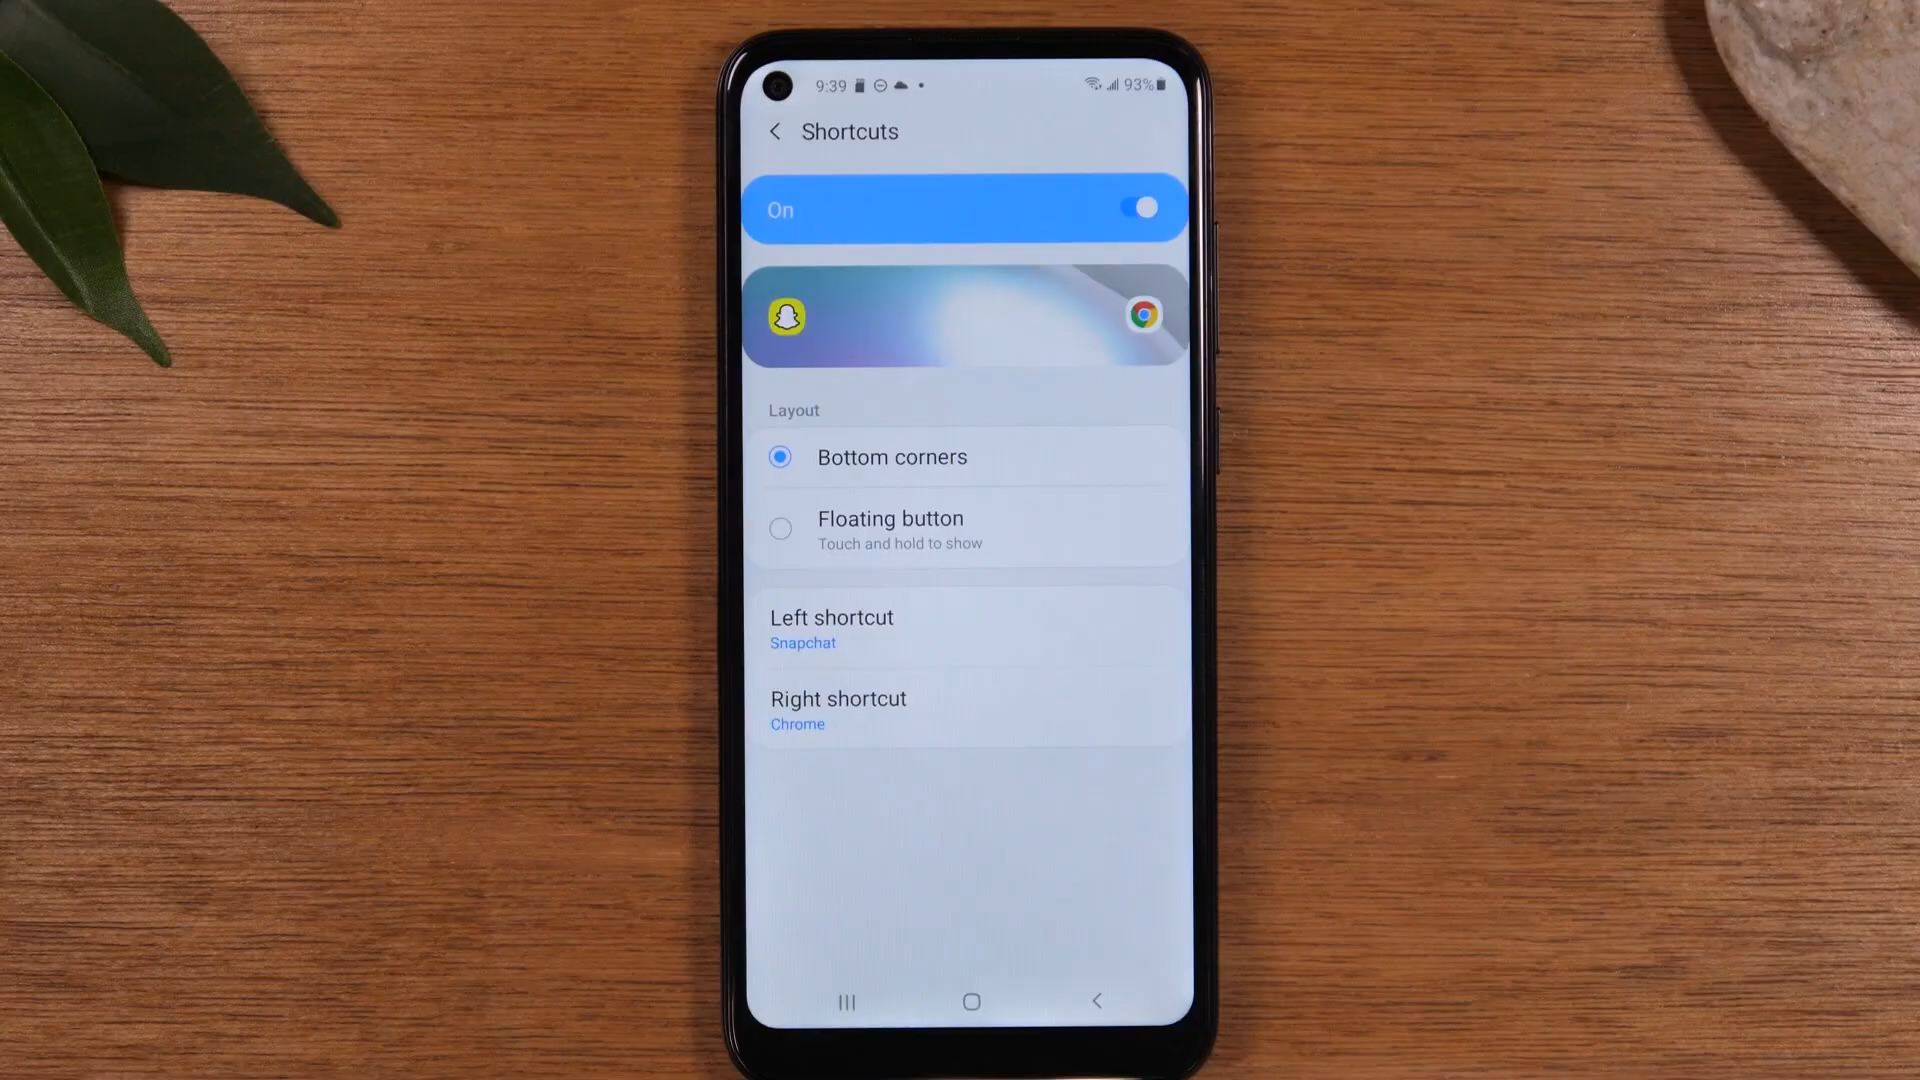 9:39
93%
Shortcuts
On
Layout
Bottom corners
Floating button
Touch and hold to show
Left shortcut
Snapchat
Right shortcut
Chrome